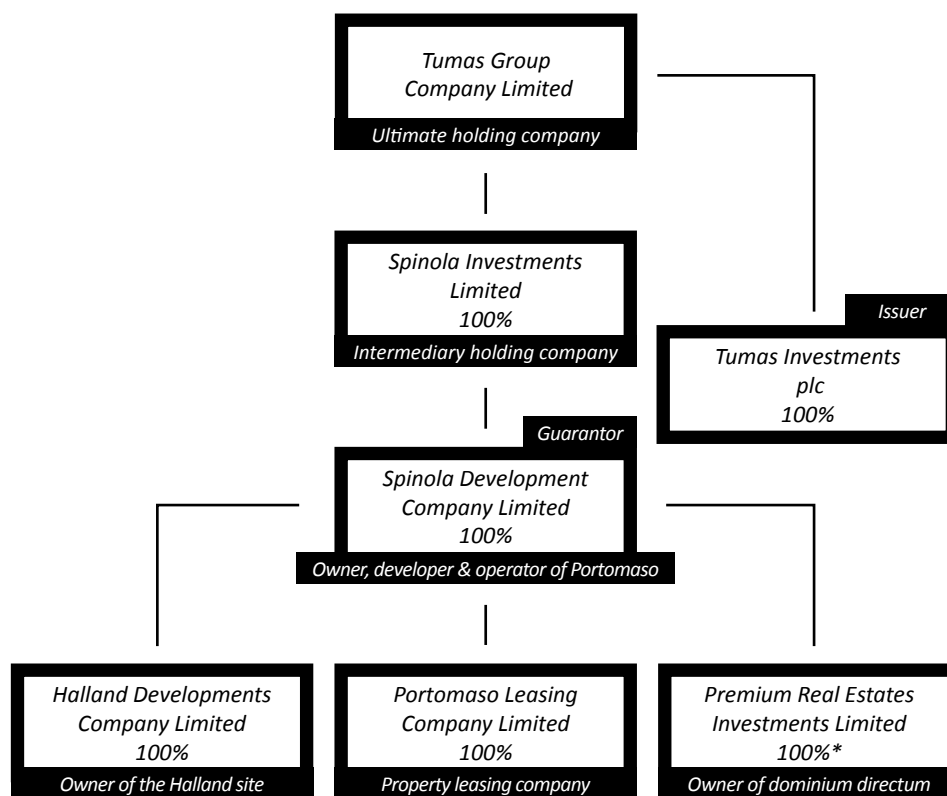 Tumas Group
Company Limited
Ultimate holding company
Spinola Investments
Limited
100%
Intermediary holding company
Issuer
Tumas Investments
plc
100%
Guarantor
Spinola Development
Company Limited
100%
Owner, developer & operator of Portomaso
Halland Developments
Company Limited
100%
Owner of the Halland site
Portomaso Leasing
Company Limited
100%
Property leasing company
Premium Real Estates
Investments Limited
100%*
Owner of dominium directum